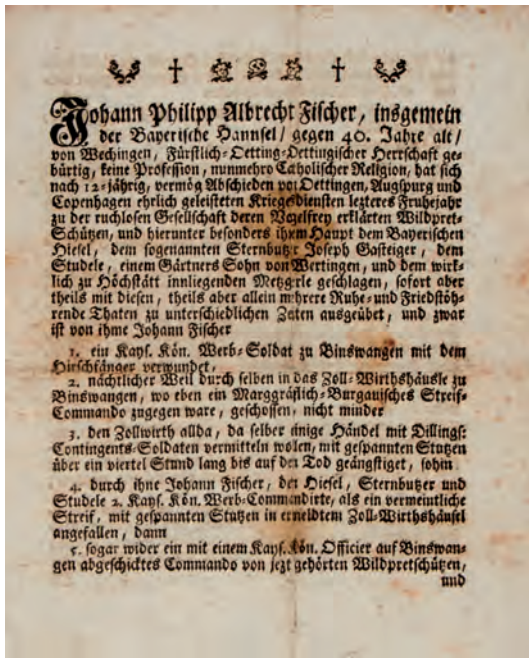 Johann Philipp Albrecht Fischer, insgemein
der Bayerische Hannsel/ gegen 40. Jahre alt/
von Wechingen, Fürstlich-Oetting-Oettingischer Herrschaft ge-
bürtig, keine Profession, nunmehro Catholischer Religion, hat sich
nach 12-jährig, vermög Abschieden von Oettingen, Augspurg und
Copenhagen ehrlich geleisteten Kriegesdiensten lezteres Fruhejahr
zu der ruchlosen Gesellschaft deren Vogelfrey erklärten Wildpret-
Schützen, und hierunter besonders ihrem Haupt dem Bayerischen
Hiesel, dem sogenannten Sternbutzer Joseph Gasteiger, dem
Studele, einem Gärtners Sohn von Wertingen, und dem wirk-
lich zu Höchstätt innliegenden Metzgerle geschlagen, sofort aber
theils mit diesen, theils aber allein mehrere Ruhe- und Friedstöh-
rende Thaten zu unterschiedlichen Zeiten ausgeübet, und zwar
ist von ihme Johann Fischer
1. ein Kays. Kön. Werb-Soldat zu Binswangen mit dem
Hirschfänger verwundet,
2. nächtlicher Weil durch selben in das Zoll-Wirthshäusle zu
Binswangen, wo eben ein Marggräflich-Burgauisches Streif-
Commando zugegen ware, geschossen, nicht minder
3. den Zollwirth allda, da selber einige Händel mit Dillings:
Contingents-Soldaten vermitteln wolen, mit gespannten Stutzen
über ein viertel Stund lang bis auf den Tod geängstiget, sohin
4. durch ihne Johann Fischer, den Hiesel, Sternbutzer und
Studele 2. Kays. Kön. Werb-Commandirte, als ein vermeintliche
Streif, mit gespannten Stutzen in erneldtem Zoll-Wirthshäusel
angefallen, dann
5. sogar wider ein mit einem Kays. Kön. Officier auf Binswan-
gen abgeschicktes Commando von jezt gehörten Wildpretschützen,
und